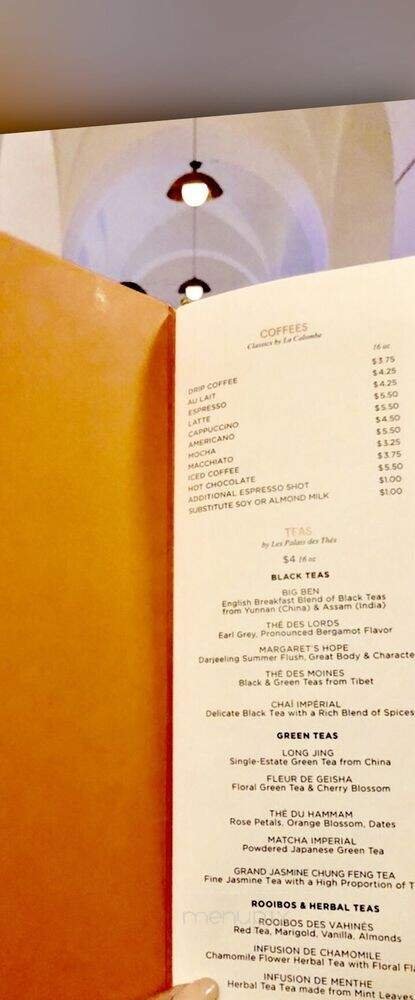 COFFEES
Classics by La Colombe
16 oz
DRIP COFFEE $3.75
AU LAIT $4.25
ESPRESSO $4.25
LATTE $5.50
CAPPUCCINO $5.50
AMERICANO $4.50
MOCHA $5.50
MACCHIATO $3.25
ICED COFFEE $3.75
HOT CHOCOLATE $5.50
ADDITIONAL ESPRESSO SHOT $1.00
SUBSTITUTE SOY OR ALMOND MILK $1.00
TEAS
by Les Palais des Thés
$4 16 oz
BLACK TEAS
BIG BEN
English Breakfast Blend of Black Teas
from Yunnan (China) & Assam (India)
THÉ DES LORDS
Earl Grey, Pronounced Bergamot Flavor
MARGARET'S HOPE
Darjeeling Summer Flush, Great Body & Characte
THÉ DES MOINES
Black & Green Teas from Tibet
CHAÏ IMPÉRIAL
Delicate Black Tea with a Rich Blend of Spices
GREEN TEAS
LONG JING
Single-Estate Green Tea from China
FLEUR DE GEISHA
Floral Green Tea & Cherry Blossom
THÉ DU HAMMAM
Rose Petals, Orange Blossom, Dates
MATCHA IMPERIAL
Powdered Japanese Green Tea
GRAND JASMINE CHUNG FENG TEA
Fine Jasmine Tea with a High Proportion of T
ROOIBOS & HERBAL TEAS
ROOIBOS DES VAHINÉS
Red Tea, Marigold, Vanilla, Almonds
INFUSION DE CHAMOMILE
Chamomile Flower Herbal Tea with Floral Fla
INFUSION DE MENTHE
Herbal Tea Tea made from Mint Leaves